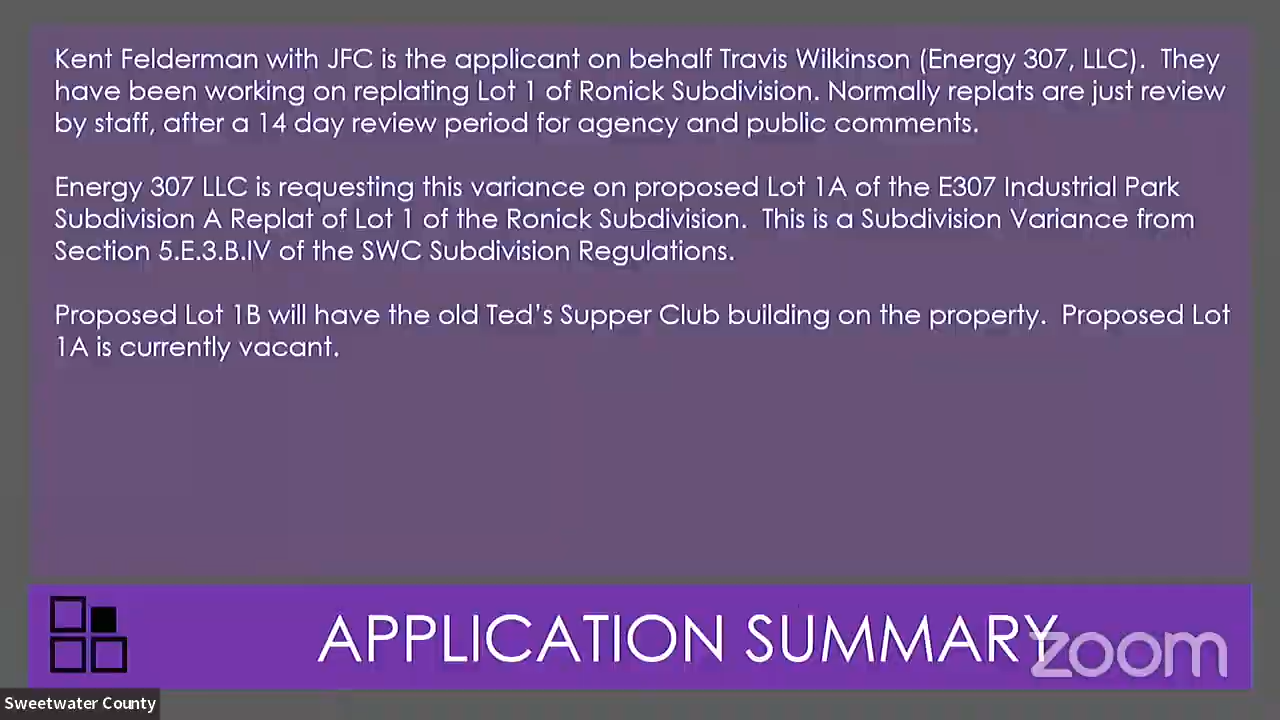 Kent Felderman with JFC is the applicant on behalf Travis Wilkinson (Energy 307, LLC).  They
have been working on replating Lot 1 of Ronick Subdivision. Normally replats are just review
by staff, after a 14 day review period for agency and public comments.
Energy 307 LLC is requesting this variance on proposed Lot 1A of the E307 Industrial Park
Subdivision A Replat of Lot 1 of the Ronick Subdivision.  This is a Subdivision Variance from
Section 5.E.3.B.IV of the SWC Subdivision Regulations.
Proposed Lot 1B will have the old Ted’s Supper Club building on the property.  Proposed Lot
1A is currently vacant.
APPLICATION SUMMARY
zoom
Sweetwater County